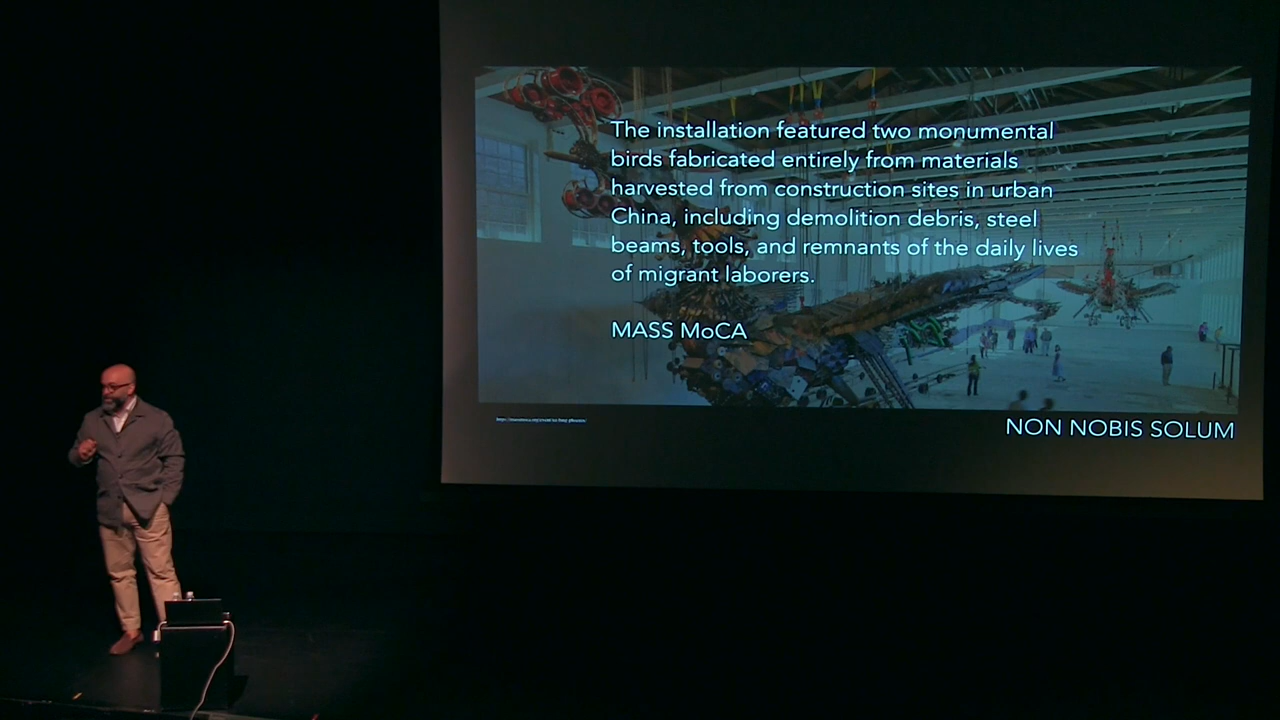 The installation featured two monumental
birds fabricated entirely from materials
harvested from construction sites in urban
China, including demolition debris, steel
beams, tools, and remnants of the daily lives
of migrant laborers.
MASS MoCA
NON NOBIS SOLUM